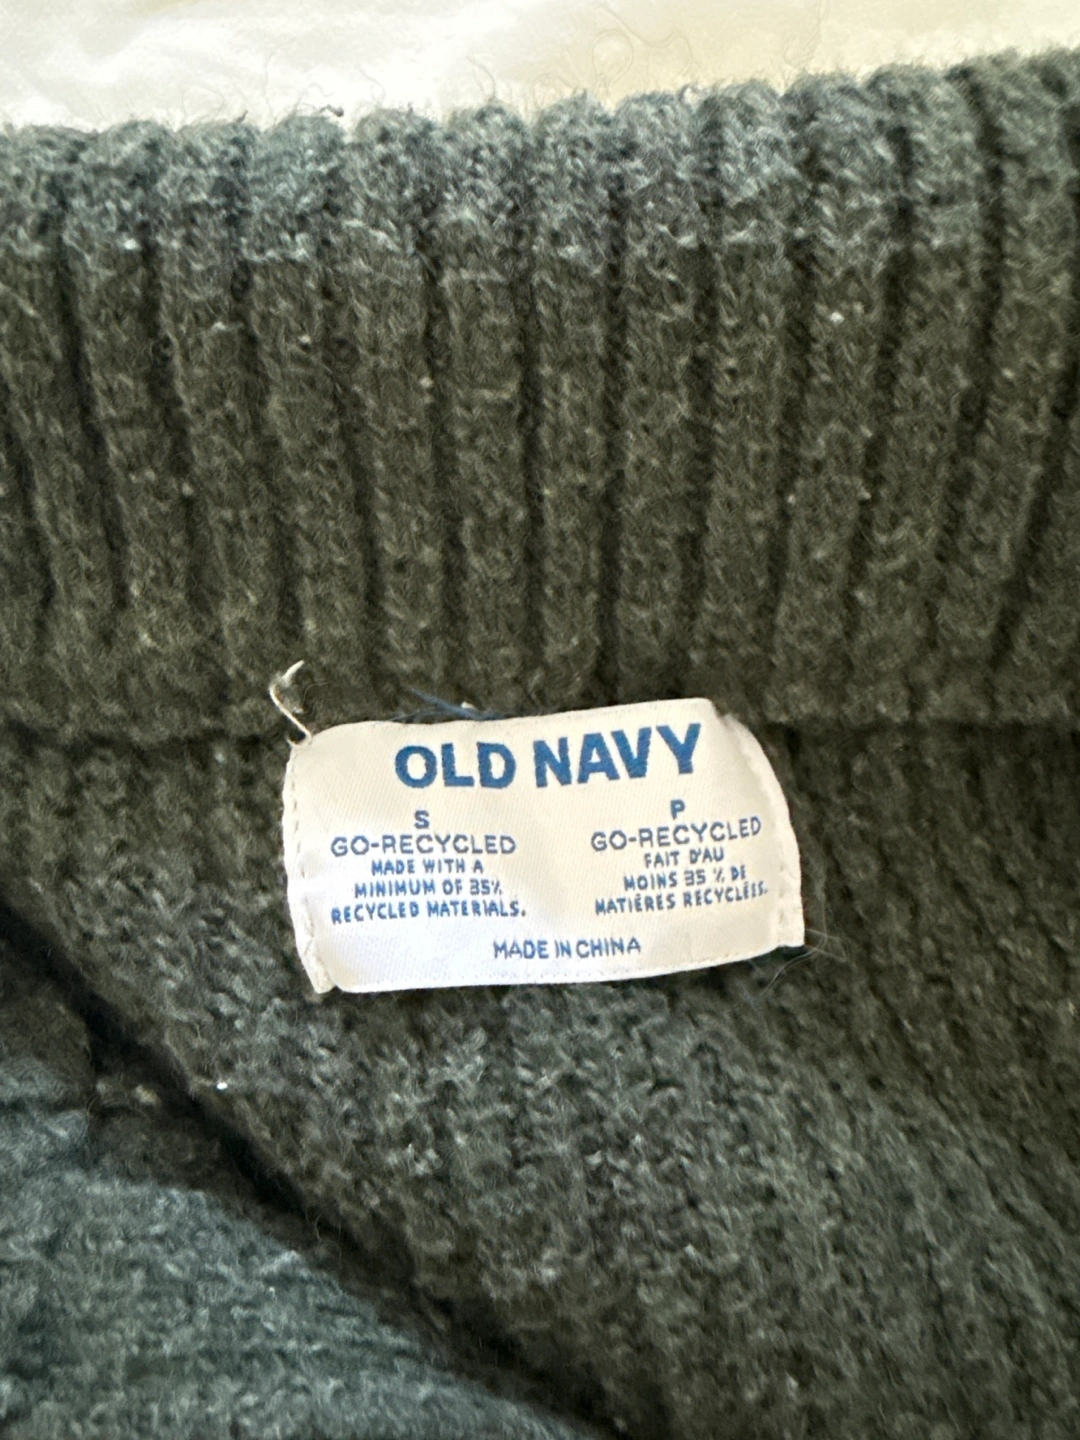 OLD NAVY
S
GO-RECYCLED
MADE WITH A
MINIMUM OF 35%
RECYCLED MATERIALS.
P
GO-RECYCLED
FAIT D'AU
MOINS 35 % DE
MATIÈRES RECYCLÉES.
MADE IN CHINA